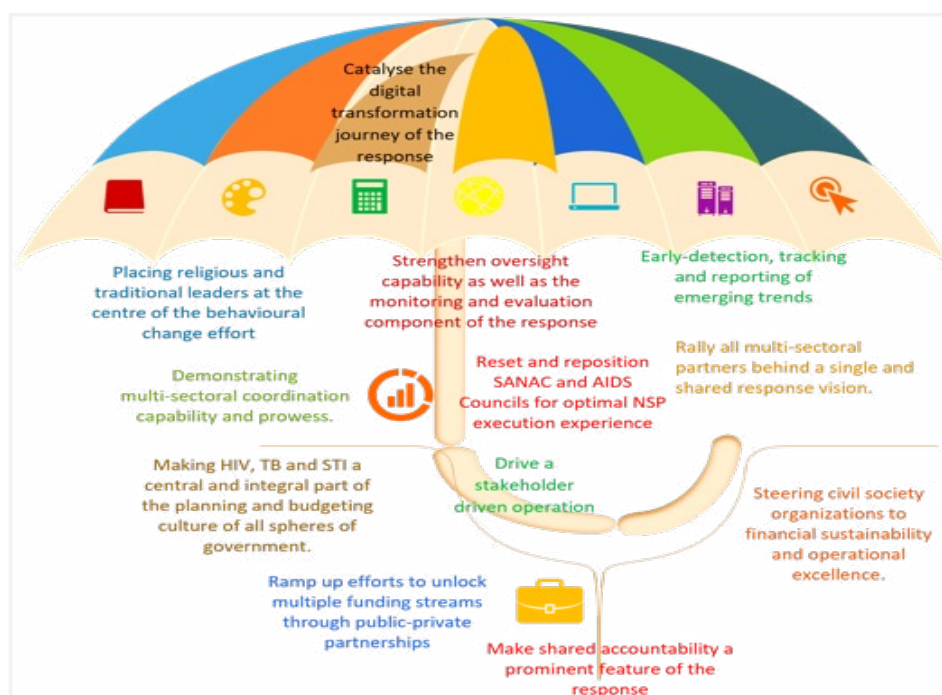 Catalyse the
digital
transformation
journey of the
response
Placing religious and
traditional leaders at the
centre of the behavioural
change effort
Strengthen oversight
capability as well as the
monitoring and evaluation
component of the response
Early-detection, tracking
and reporting of
emerging trends
Demonstrating
multi-sectoral coordination
capability and prowess.
Reset and reposition
SANAC and AIDS
Councils for optimal NSP
execution experience
Rally all multi-sectoral
partners behind a single and
shared response vision.
Making HIV, TB and STI a
central and integral part of
the planning and budgeting
culture of all spheres of
government.
Drive a
stakeholder
driven operation
Steering civil society
organizations to
financial sustainability
and operational
excellence.
Ramp up efforts to unlock
multiple funding streams
through public-private
partnerships
Make shared accountability a
prominent feature of the
response